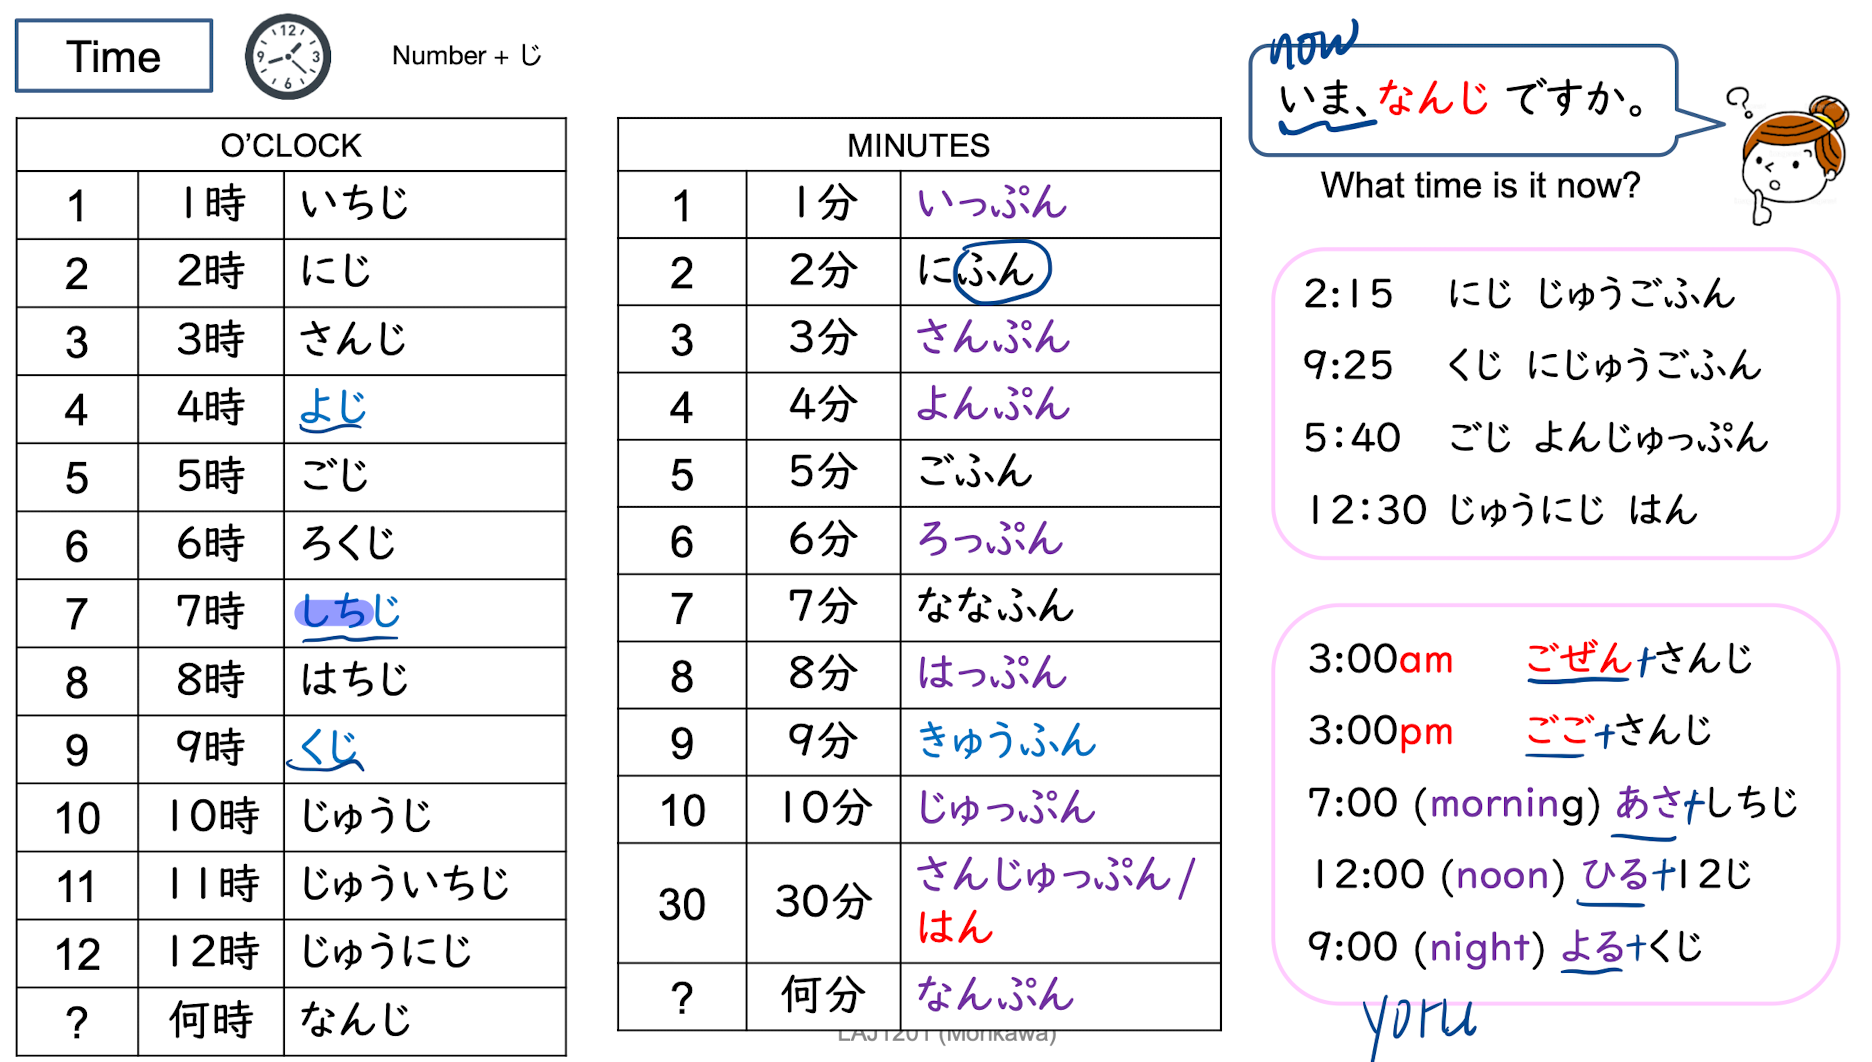 Time
12
3
6
9
Number + じ
O'CLOCK
1 1時 いちじ
2 2時 にじ
3 3時 さんじ
4 4時 よじ
5 5時 ごじ
6 6時 ろくじ
7 7時 しちじ
8 8時 はちじ
9 9時 くじ
10 10時 じゅうじ
11 11時 じゅういちじ
12 12時 じゅうにじ
? 何時 なんじ
MINUTES
1 1分 いっぷん
2 2分 にふん
3 3分 さんぷん
4 4分 よんぷん
5 5分 ごふん
6 6分 ろっぷん
7 7分 ななふん
8 8分 はっぷん
9 9分 きゅうふん
10 10分 じゅっぷん
30 30分 さんじゅっぷん/
はん
? 何分 なんぷん
LAJ1201 (Morikawa)
now
いま、なんじ ですか。
?
What time is it now?
2:15 にじ じゅうごふん
9:25 くじ にじゅうごふん
5:40 ごじ よんじゅっぷん
12:30 じゅうにじ はん
3:00am ごぜん+さんじ
3:00pm ごご+さんじ
7:00 (morning) あさ+しちじ
12:00 (noon) ひる+12じ
9:00 (night) よる+くじ
yoru